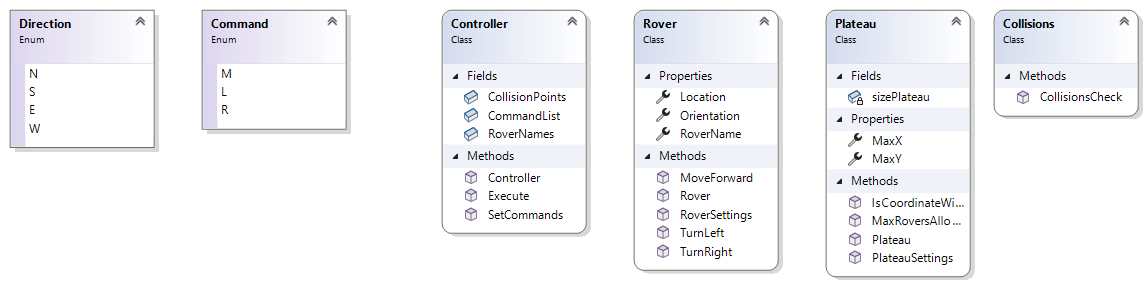 Direction
Enum
N
S
E
W
Command
Enum
M
L
R
Controller
Class
Fields
CollisionPoints
CommandList
RoverNames
Methods
Controller
Execute
SetCommands
Rover
Class
Properties
Location
Orientation
RoverName
Methods
MoveForward
Rover
RoverSettings
TurnLeft
TurnRight
Plateau
Class
Fields
sizePlateau
Properties
MaxX
MaxY
Methods
IsCoordinateWi...
MaxRoversAllo...
Plateau
PlateauSettings
Collisions
Class
Methods
CollisionsCheck